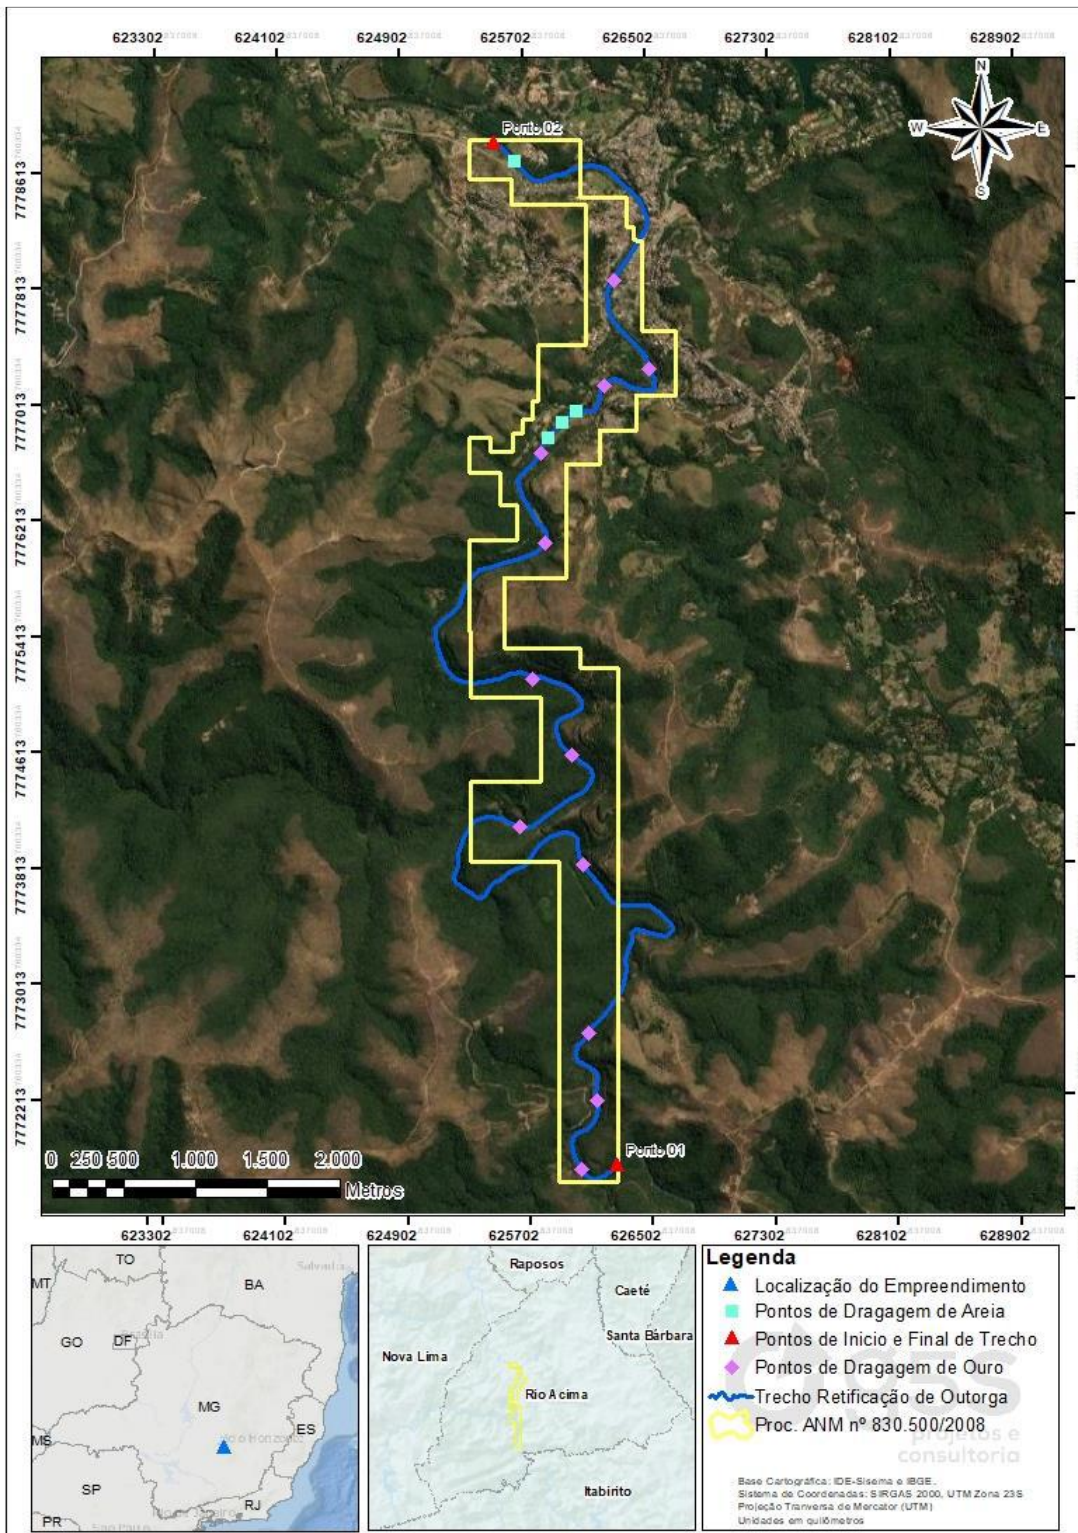 623302 624102 624902 625702 626502 627302 628102 628902
N
W E
S
Ponto 02
7778613
7777813
7777013
7776213
7775413
7774613
7773813
7773013
7772213
Ponto 01
0 250 500 1.000 1.500 2.000
Metros
623302 624102 624902 625702 626502 627302 628102 628902
TO
MT
BA
Salvador
GO
DF
MG
ES
MS
SP
RJ
PR
Raposos
Caeté
Santa Bárbara
Nova Lima
Rio Acima
Itabirito
Legenda
Localização do Empreendimento
Pontos de Dragagem de Areia
Pontos de Inicio e Final de Trecho
Pontos de Dragagem de Ouro
Trecho Retificação de Outorga
Proc. ANM nº 830.500/2008
projetos e
consultoria
Base Cartográfica: IDE-Sisema e IBGE.
Sistema de Coordenadas: SIRGAS 2000, UTM Zona 23S
Projeção Tranversa de Mercator (UTM)
Unidades em quilômetros